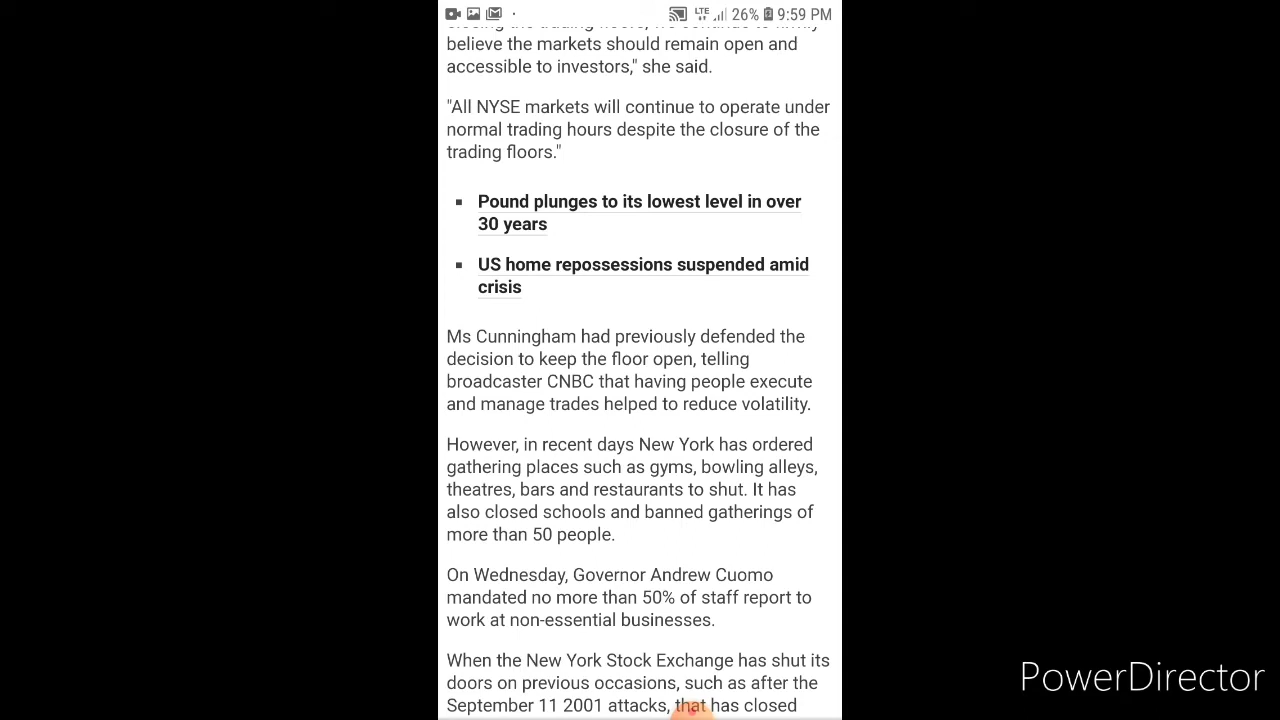 LTE 26% 9:59 PM
believe the markets should remain open and
accessible to investors," she said.
"All NYSE markets will continue to operate under
normal trading hours despite the closure of the
trading floors."
▪ Pound plunges to its lowest level in over
30 years
▪ US home repossessions suspended amid
crisis
Ms Cunningham had previously defended the
decision to keep the floor open, telling
broadcaster CNBC that having people execute
and manage trades helped to reduce volatility.
However, in recent days New York has ordered
gathering places such as gyms, bowling alleys,
theatres, bars and restaurants to shut. It has
also closed schools and banned gatherings of
more than 50 people.
On Wednesday, Governor Andrew Cuomo
mandated no more than 50% of staff report to
work at non-essential businesses.
When the New York Stock Exchange has shut its
doors on previous occasions, such as after the
September 11 2001 attacks, that has closed
PowerDirector